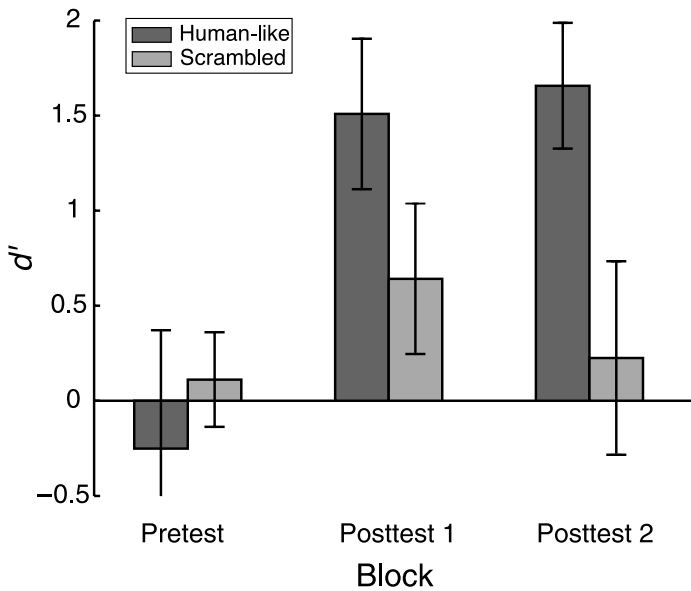 2
Human-like
Scrambled
1.5
1
d'
0.5
0
−0.5
Pretest Posttest 1 Posttest 2
Block